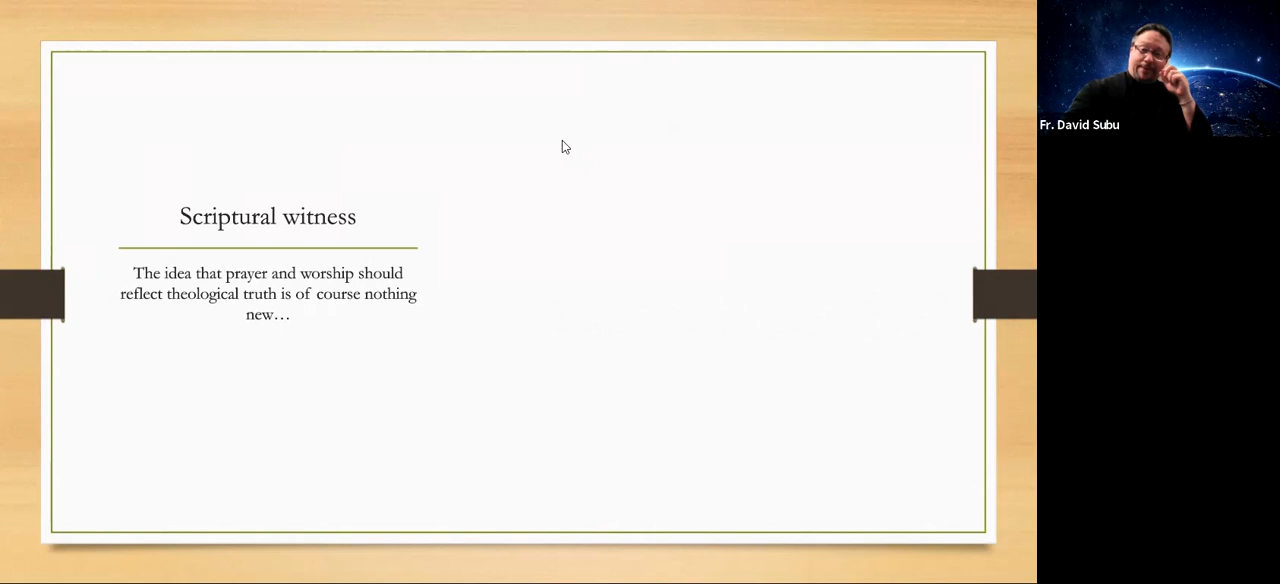 Scriptural witness
The idea that prayer and worship should
reflect theological truth is of course nothing
new…
Fr. David Subu